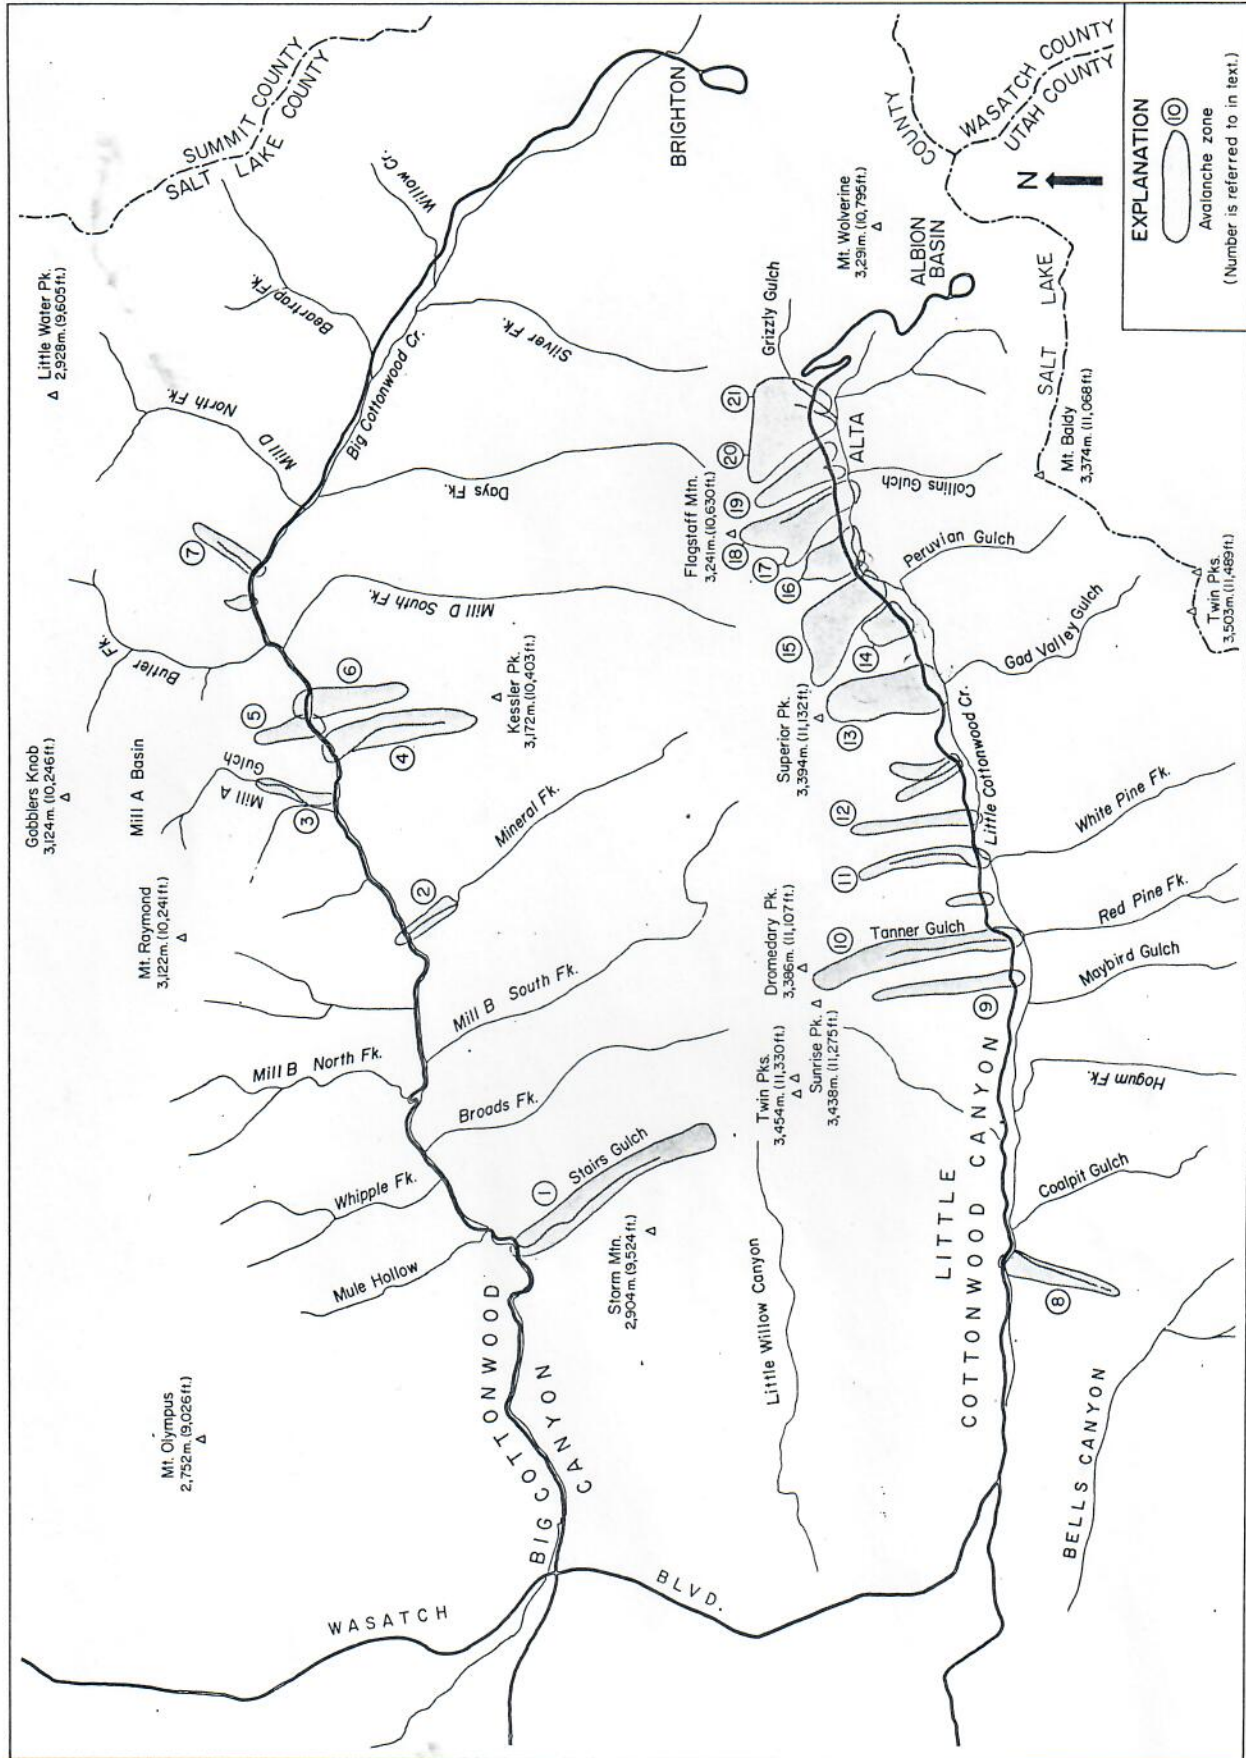 Gobblers Knob
3,124m. (10,246ft.)
Little Water Pk.
2,928m. (9,605ft.)
SUMMIT COUNTY
SALT LAKE COUNTY
Mt. Olympus
2,752m. (9,026ft.)
Mt. Raymond
3,122m. (10,241ft.)
Mill A Basin
Mill A
Gulch
Butler
Fk.
North Fk.
Mill D
Beartrap Fk.
Willow Cr.
BRIGHTON
Big Cottonwood Cr.
Silver Fk.
Days Fk.
Mill D South Fk.
Kessler Pk.
3,172m. (10,403ft.)
Mineral Fk.
Mill B North Fk.
Mill B South Fk.
Broads Fk.
Whipple Fk.
Mule Hollow
Stairs Gulch
Storm Mtn.
2,904m. (9,524ft.)
BIG COTTONWOOD
CANYON
WASATCH
BLVD.
1
2
3
4
5
6
7
Little Willow Canyon
Twin Pks.
3,454m. (11,330ft.)
Sunrise Pk.
3,438m. (11,275ft.)
Dromedary Pk.
3,386m. (11,107ft.)
Superior Pk.
3,394m. (11,132ft.)
Flagstaff Mtn.
3,241m. (10,630ft.)
Grizzly Gulch
Mt. Wolverine
3,291m. (10,795ft.)
ALBION
BASIN
ALTA
Collins Gulch
Peruvian Gulch
Gad Valley Gulch
Little Cottonwood Cr.
White Pine Fk.
Red Pine Fk.
Maybird Gulch
Tanner Gulch
Hogum Fk.
Coalpit Gulch
LITTLE
COTTONWOOD CANYON
BELLS CANYON
8
9
10
11
12
13
14
15
16
17
18
19
20
21
Mt. Baldy
3,374m. (11,068ft.)
Twin Pks.
3,503m. (11,489ft.)
SALT LAKE
COUNTY
WASATCH COUNTY
UTAH COUNTY
N
EXPLANATION
10
Avalanche zone
(Number is referred to in text.)